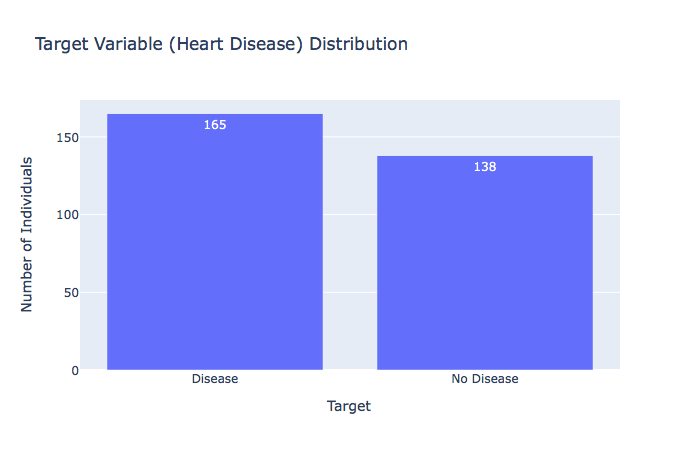 Target Variable (Heart Disease) Distribution
165
138
150
100
50
0
Number of Individuals
Disease
No Disease
Target